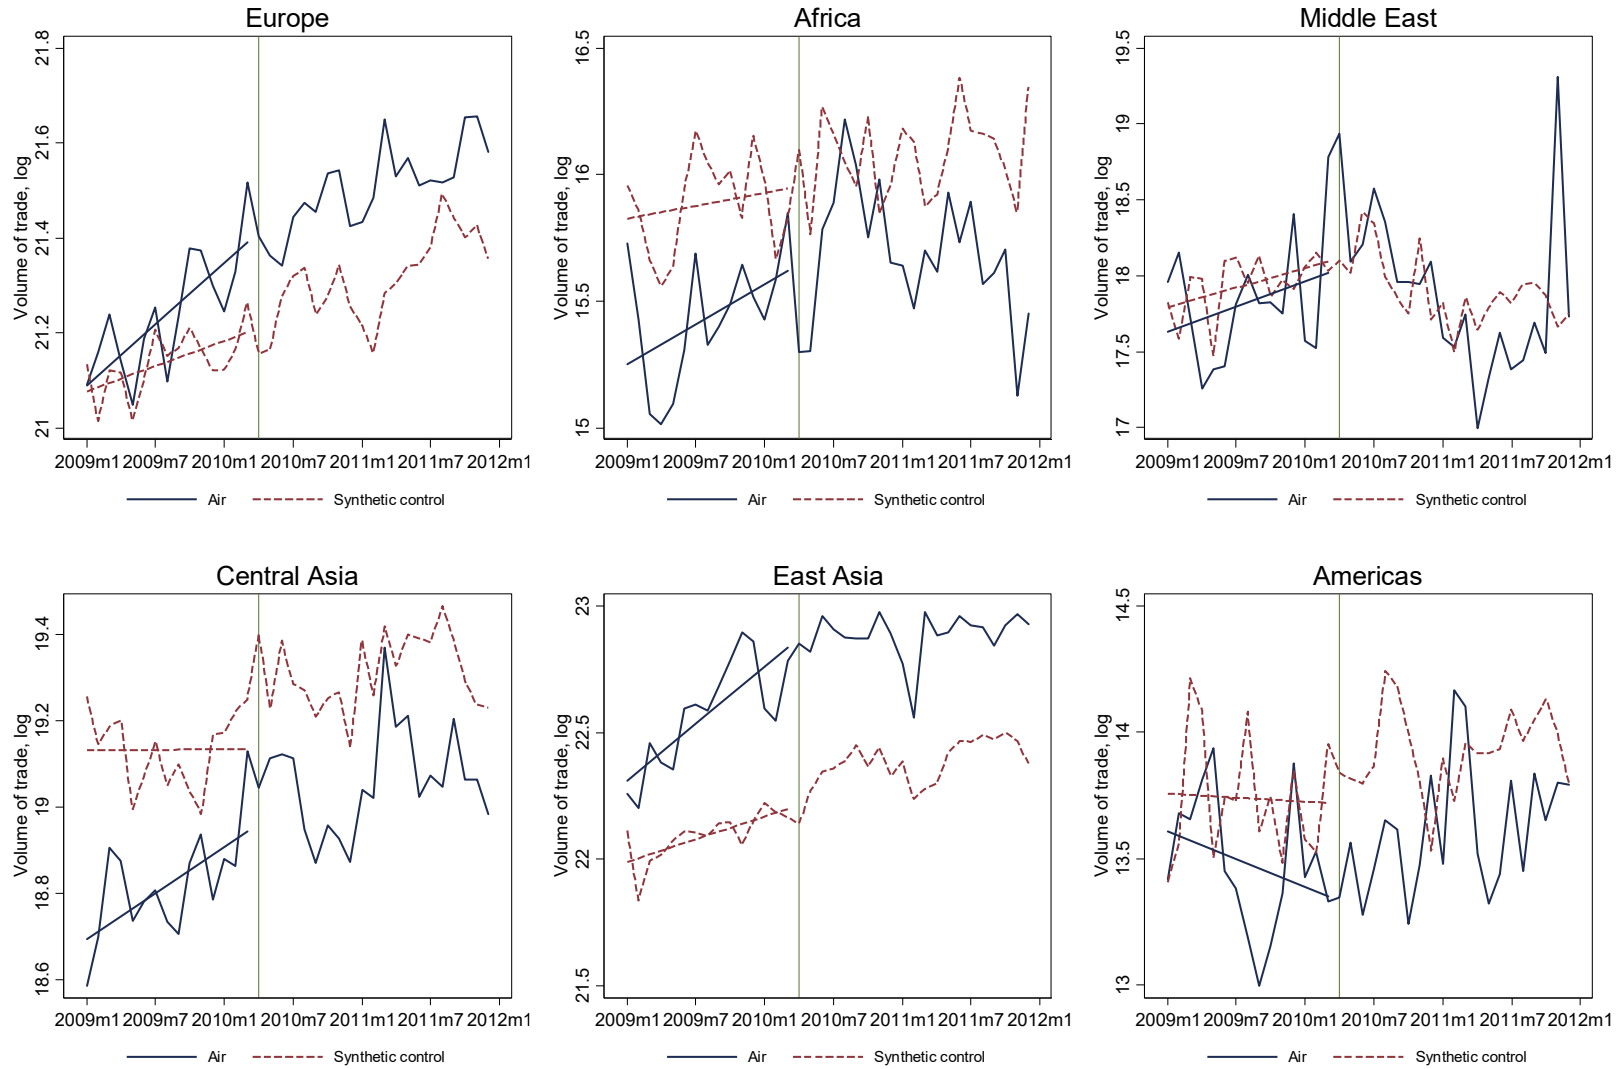 Europe
Volume of trade, log
21.8
21.6
21.4
21.2
21
2009m1 2009m7 2010m1 2010m7 2011m1 2011m7 2012m1
Air Synthetic control
Africa
Volume of trade, log
16.5
16
15.5
15
2009m1 2009m7 2010m1 2010m7 2011m1 2011m7 2012m1
Air Synthetic control
Middle East
Volume of trade, log
19.5
19
18.5
18
17.5
17
2009m1 2009m7 2010m1 2010m7 2011m1 2011m7 2012m1
Air Synthetic control
Central Asia
Volume of trade, log
19.4
19.2
19
18.8
18.6
2009m1 2009m7 2010m1 2010m7 2011m1 2011m7 2012m1
Air Synthetic control
East Asia
Volume of trade, log
23
22.5
22
21.5
2009m1 2009m7 2010m1 2010m7 2011m1 2011m7 2012m1
Air Synthetic control
Americas
Volume of trade, log
14.5
14
13.5
13
2009m1 2009m7 2010m1 2010m7 2011m1 2011m7 2012m1
Air Synthetic control